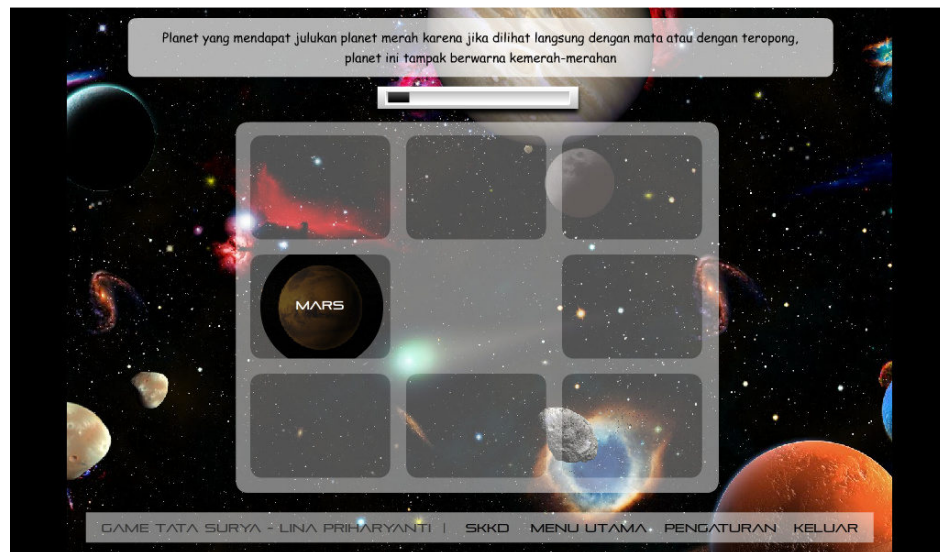 Planet yang mendapat julukan planet merah karena jika dilihat langsung dengan mata atau dengan teropong,
planet ini tampak berwarna kemerah-merahan
MARS
GAME TATA SURYA - LINA PRIHARYANTI | SKKD MENU UTAMA PENGATURAN KELUAR